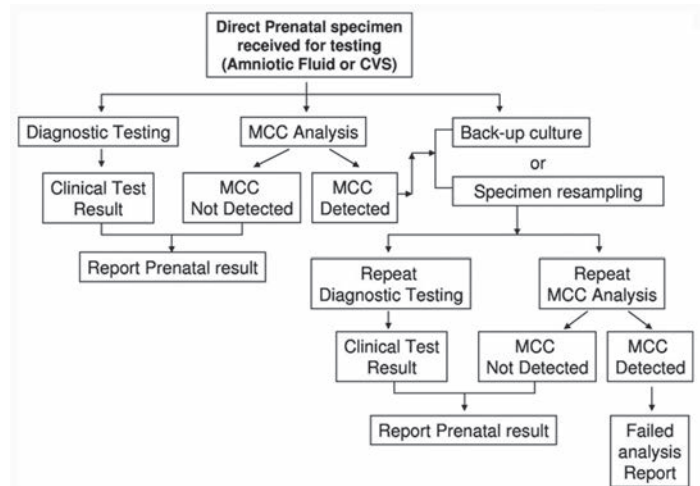 Direct Prenatal specimen
received for testing
(Amniotic Fluid or CVS)
Diagnostic Testing
MCC Analysis
Back-up culture
or
Specimen resampling
Clinical Test
Result
MCC
Not Detected
MCC
Detected
Report Prenatal result
Repeat
Diagnostic Testing
Repeat
MCC Analysis
Clinical Test
Result
MCC
Not Detected
MCC
Detected
Report Prenatal result
Failed
analysis
Report